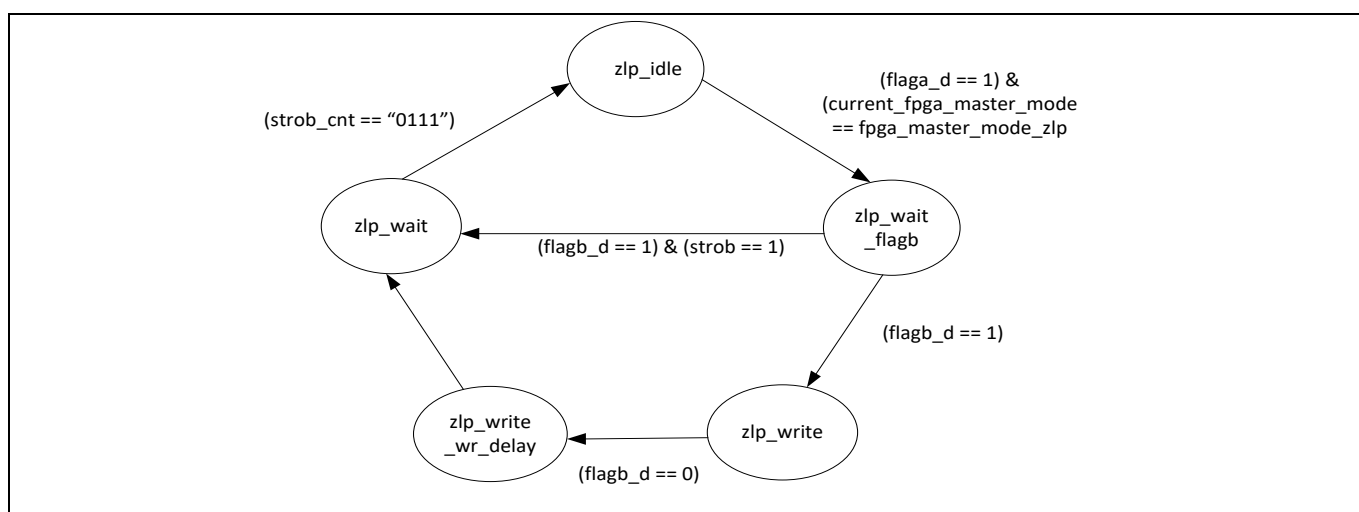 zlp_idle
(flaga_d == 1) &
(current_fpga_master_mode
== fpga_master_mode_zlp
(strob_cnt == “0111”)
zlp_wait
zlp_wait
_flagb
(flagb_d == 1) & (strob == 1)
(flagb_d == 1)
zlp_write
_wr_delay
zlp_write
(flagb_d == 0)